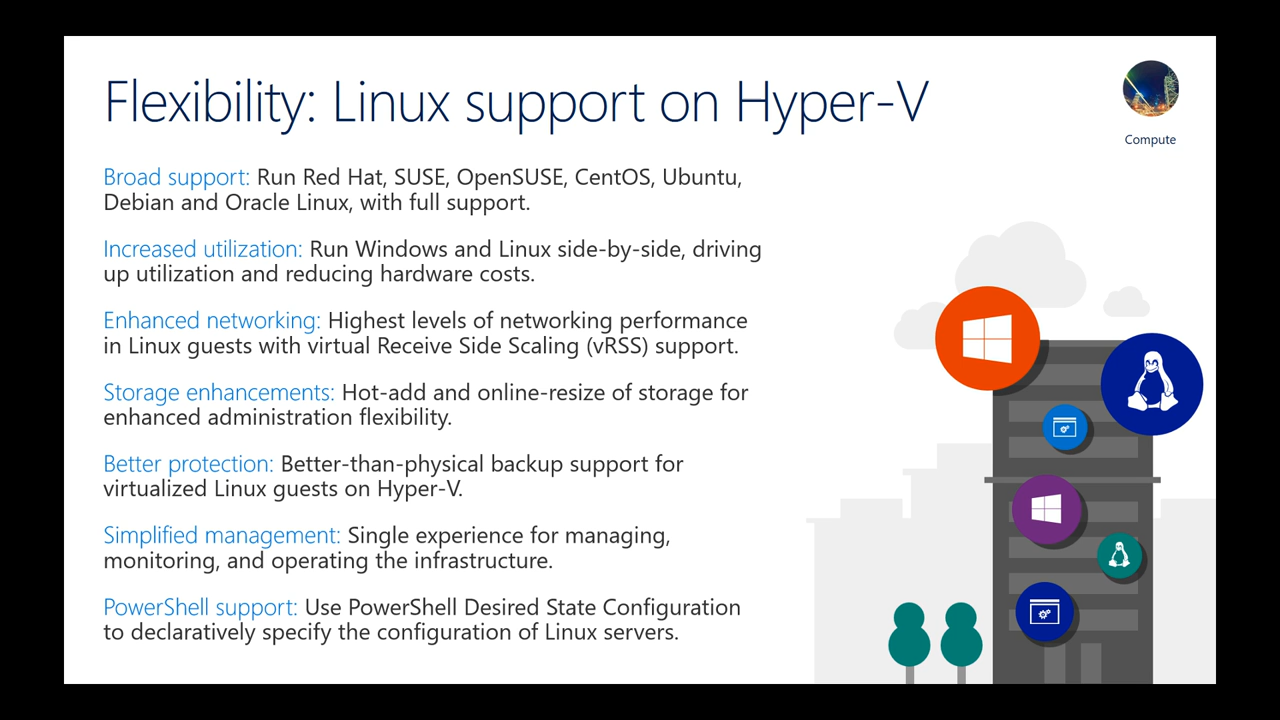 Flexibility: Linux support on Hyper-V
Compute
Broad support: Run Red Hat, SUSE, OpenSUSE, CentOS, Ubuntu,
Debian and Oracle Linux, with full support.
Increased utilization: Run Windows and Linux side-by-side, driving
up utilization and reducing hardware costs.
Enhanced networking: Highest levels of networking performance
in Linux guests with virtual Receive Side Scaling (vRSS) support.
Storage enhancements: Hot-add and online-resize of storage for
enhanced administration flexibility.
Better protection: Better-than-physical backup support for
virtualized Linux guests on Hyper-V.
Simplified management: Single experience for managing,
monitoring, and operating the infrastructure.
PowerShell support: Use PowerShell Desired State Configuration
to declaratively specify the configuration of Linux servers.